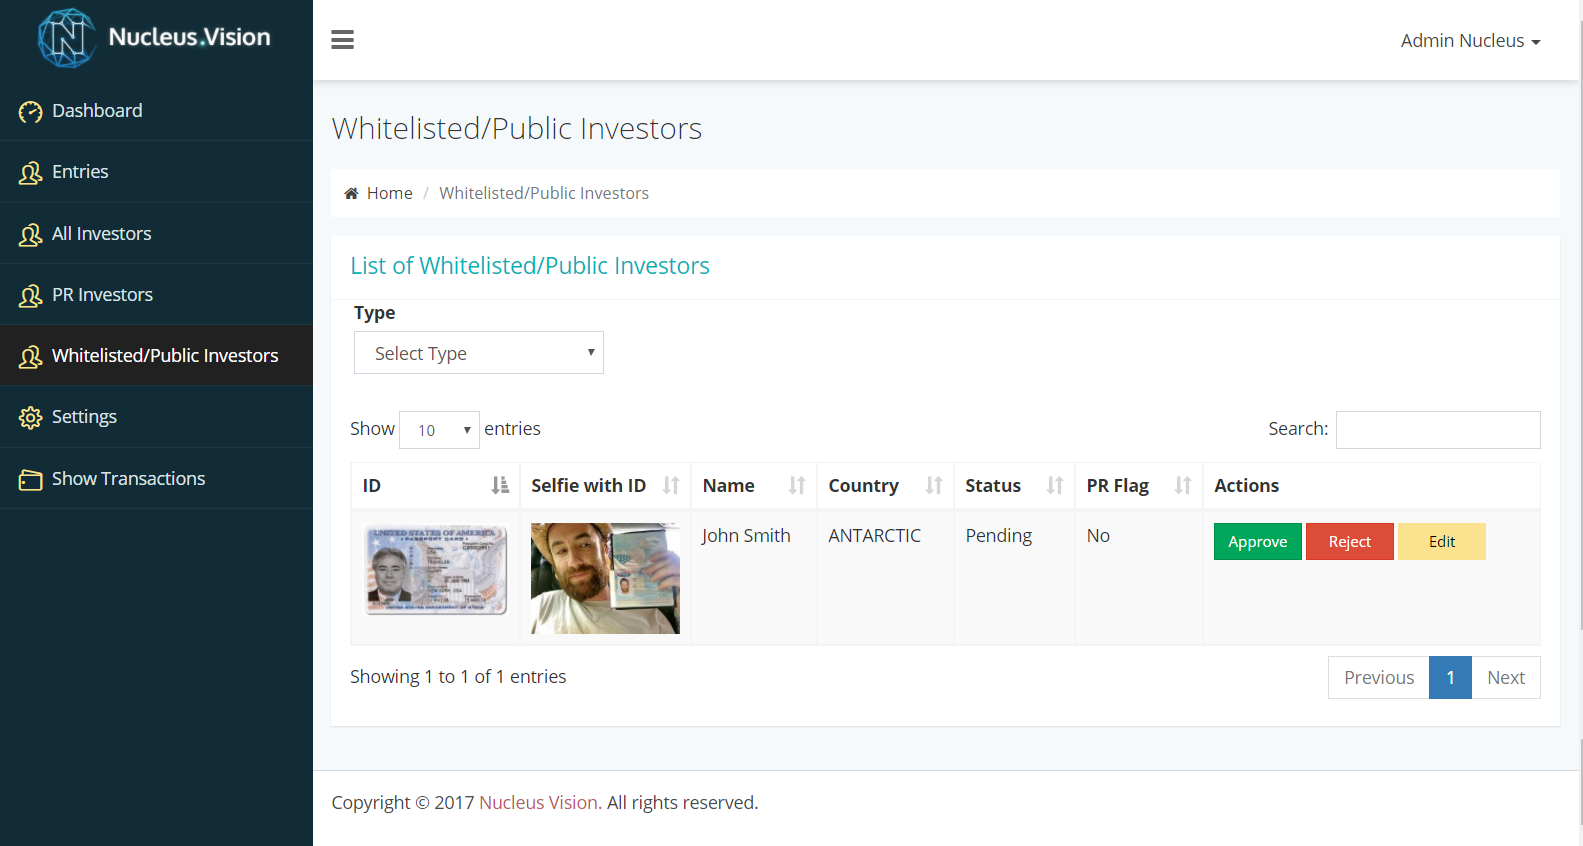 Nucleus.Vision
Admin Nucleus
Dashboard
Entries
All Investors
PR Investors
Whitelisted/Public Investors
Settings
Show Transactions
Whitelisted/Public Investors
Home / Whitelisted/Public Investors
List of Whitelisted/Public Investors
Type
Select Type
Show 10 entries
Search:
ID Selfie with ID Name Country Status PR Flag Actions
UNITED STATES OF AMERICA
PASSPORT CARD
John Smith ANTARCTIC Pending No Approve Reject Edit
Showing 1 to 1 of 1 entries
Previous 1 Next
Copyright © 2017 Nucleus Vision. All rights reserved.